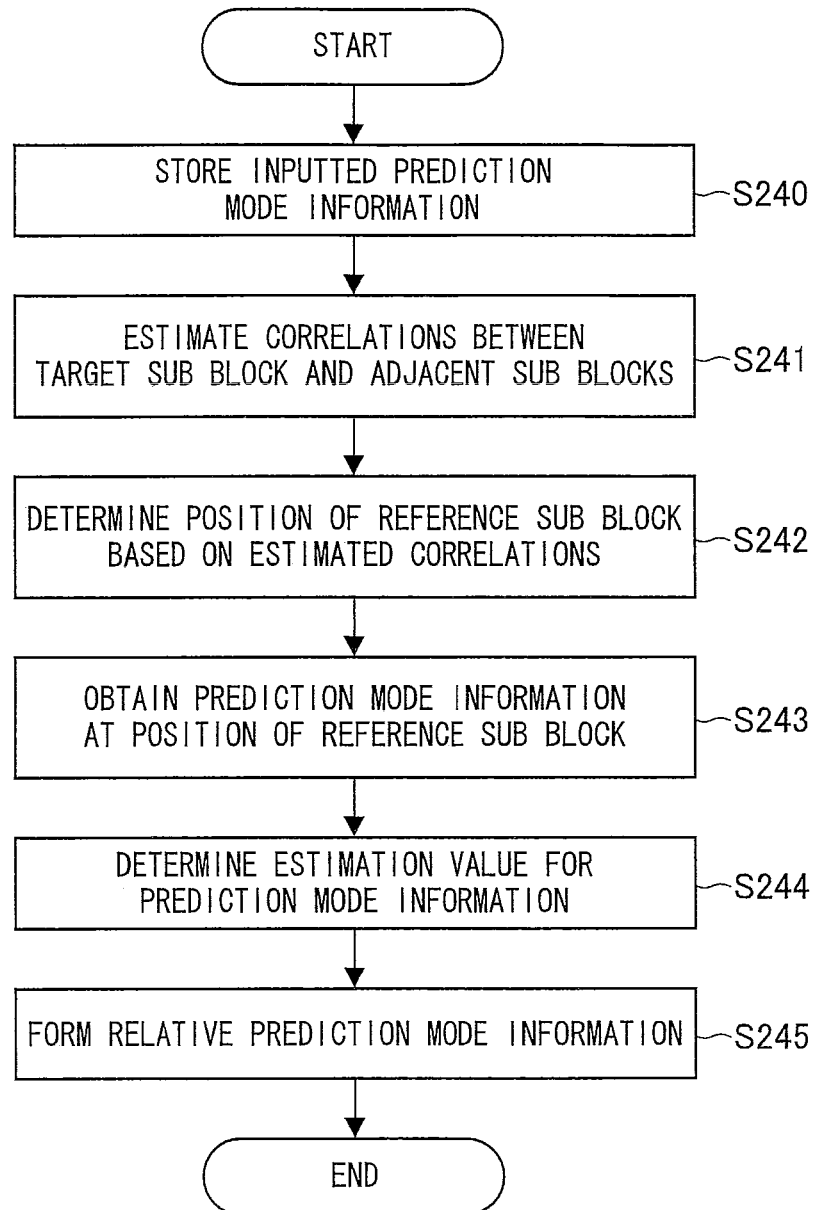 START
STORE INPUTTED PREDICTION
MODE INFORMATION
S240
ESTIMATE CORRELATIONS BETWEEN
TARGET SUB BLOCK AND ADJACENT SUB BLOCKS
S241
DETERMINE POSITION OF REFERENCE SUB BLOCK
BASED ON ESTIMATED CORRELATIONS
S242
OBTAIN PREDICTION MODE INFORMATION
AT POSITION OF REFERENCE SUB BLOCK
S243
DETERMINE ESTIMATION VALUE FOR
PREDICTION MODE INFORMATION
S244
FORM RELATIVE PREDICTION MODE INFORMATION
S245
END